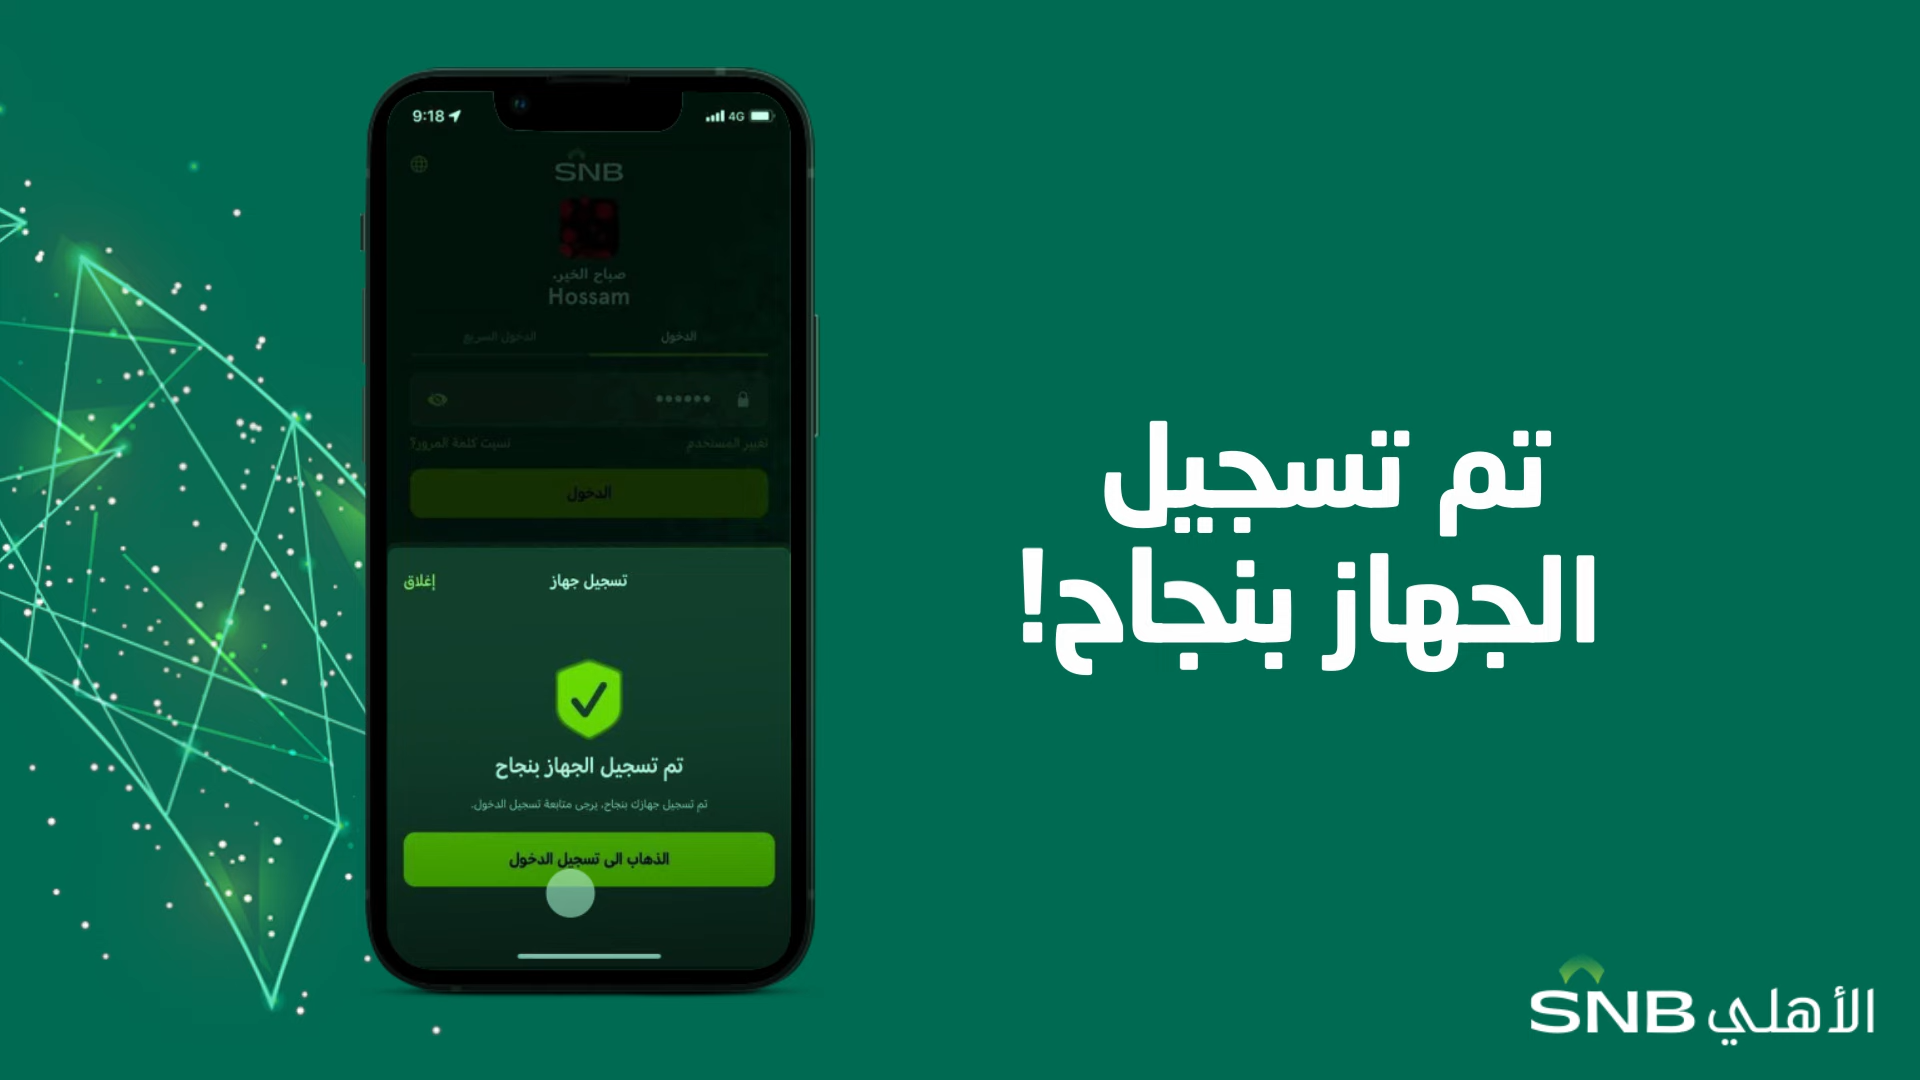 9:18
4G
SNB
صباح الخير،
Hossam
الدخول
الدخول السريع
••••••
تغيير المستخدم
نسيت كلمة المرور؟
الدخول
تسجيل جهاز
إغلاق
تم تسجيل الجهاز بنجاح
تم تسجيل جهازك بنجاح، يرجى متابعة تسجيل الدخول.
الذهاب الى تسجيل الدخول
تم تسجيل
الجهاز بنجاح!
SNB الأهلي